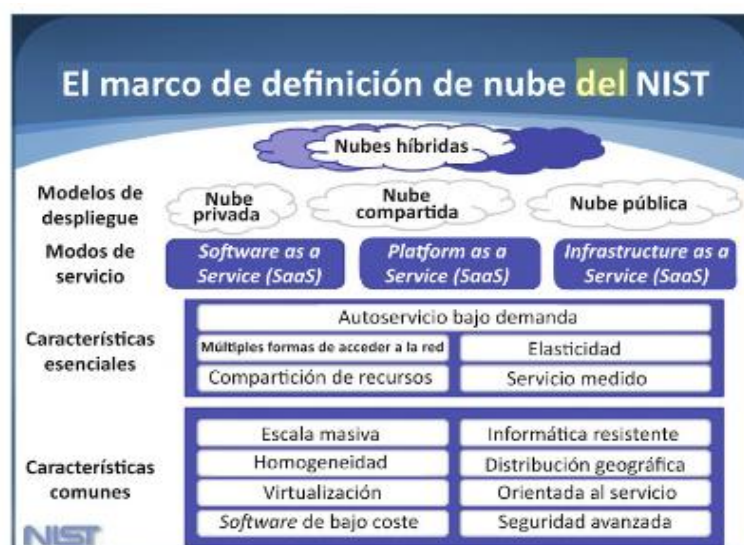 El marco de definición de nube del NIST
Nubes híbridas
Modelos de
despliegue
Nube
privada
Nube
compartida
Nube pública
Modos de
servicio
Software as a
Service (SaaS)
Platform as a
Service (SaaS)
Infrastructure as a
Service (SaaS)
Características
esenciales
Autoservicio bajo demanda
Múltiples formas de acceder a la red
Elasticidad
Compartición de recursos
Servicio medido
Características
comunes
Escala masiva
Informática resistente
Homogeneidad
Distribución geográfica
Virtualización
Orientada al servicio
Software de bajo coste
Seguridad avanzada
NIST